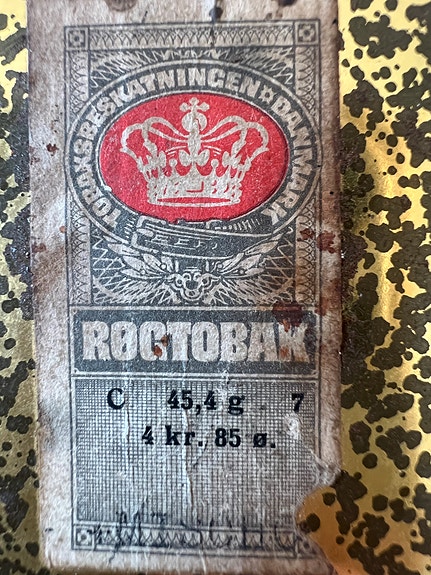 TOBAKSBESKATNINGEN DANMARK
RØGTOBAK
C 45,4 g 7
4 kr. 85 ø.